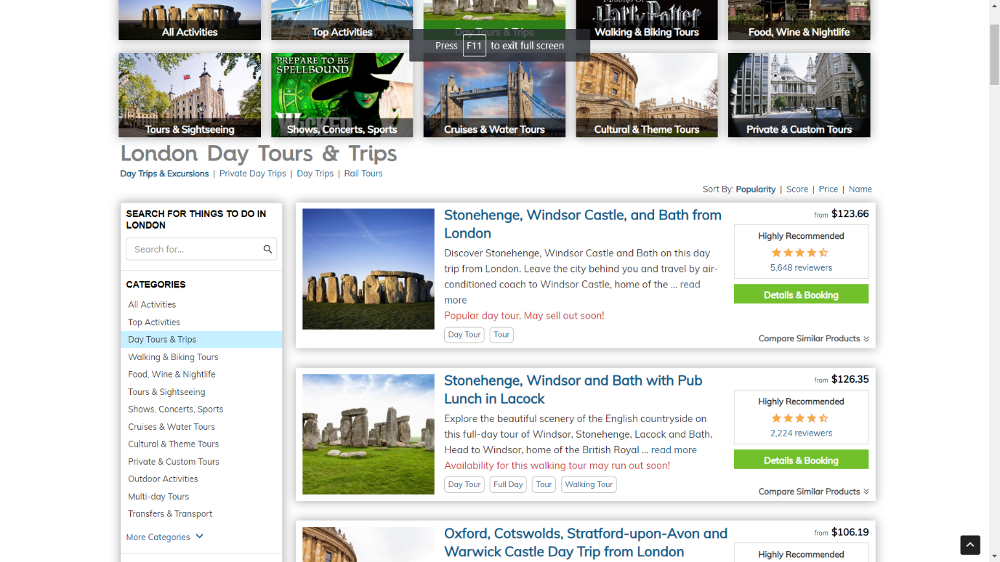 MAKING OF
Harry Potter
All Activities
Top Activities
Day Tours & Trips
Walking & Biking Tours
Food, Wine & Nightlife
Press F11 to exit full screen
PREPARE TO BE
SPELLBOUND
WICKED
Tours & Sightseeing
Shows, Concerts, Sports
Cruises & Water Tours
Cultural & Theme Tours
Private & Custom Tours
London Day Tours & Trips
Day Trips & Excursions | Private Day Trips | Day Trips | Rail Tours
Sort By: Popularity | Score | Price | Name
SEARCH FOR THINGS TO DO IN
LONDON
Search for...
CATEGORIES
All Activities
Top Activities
Day Tours & Trips
Walking & Biking Tours
Food, Wine & Nightlife
Tours & Sightseeing
Shows, Concerts, Sports
Cruises & Water Tours
Cultural & Theme Tours
Private & Custom Tours
Outdoor Activities
Multi-day Tours
Transfers & Transport
More Categories
Stonehenge, Windsor Castle, and Bath from
London
Discover Stonehenge, Windsor Castle and Bath on this day
trip from London. Leave the city behind you and travel by air-
conditioned coach to Windsor Castle, home of the ... read
more
Popular day tour. May sell out soon!
Day Tour
Tour
from $123.66
Highly Recommended
5,648 reviewers
Details & Booking
Compare Similar Products
Stonehenge, Windsor and Bath with Pub
Lunch in Lacock
Explore the beautiful scenery of the English countryside on
this full-day tour of Windsor, Stonehenge, Lacock and Bath.
Head to Windsor, home of the British Royal ... read more
Availability for this walking tour may run out soon!
Day Tour
Full Day
Tour
Walking Tour
from $126.35
Highly Recommended
2,224 reviewers
Details & Booking
Compare Similar Products
Oxford, Cotswolds, Stratford-upon-Avon and
Warwick Castle Day Trip from London
from $106.19
Highly Recommended